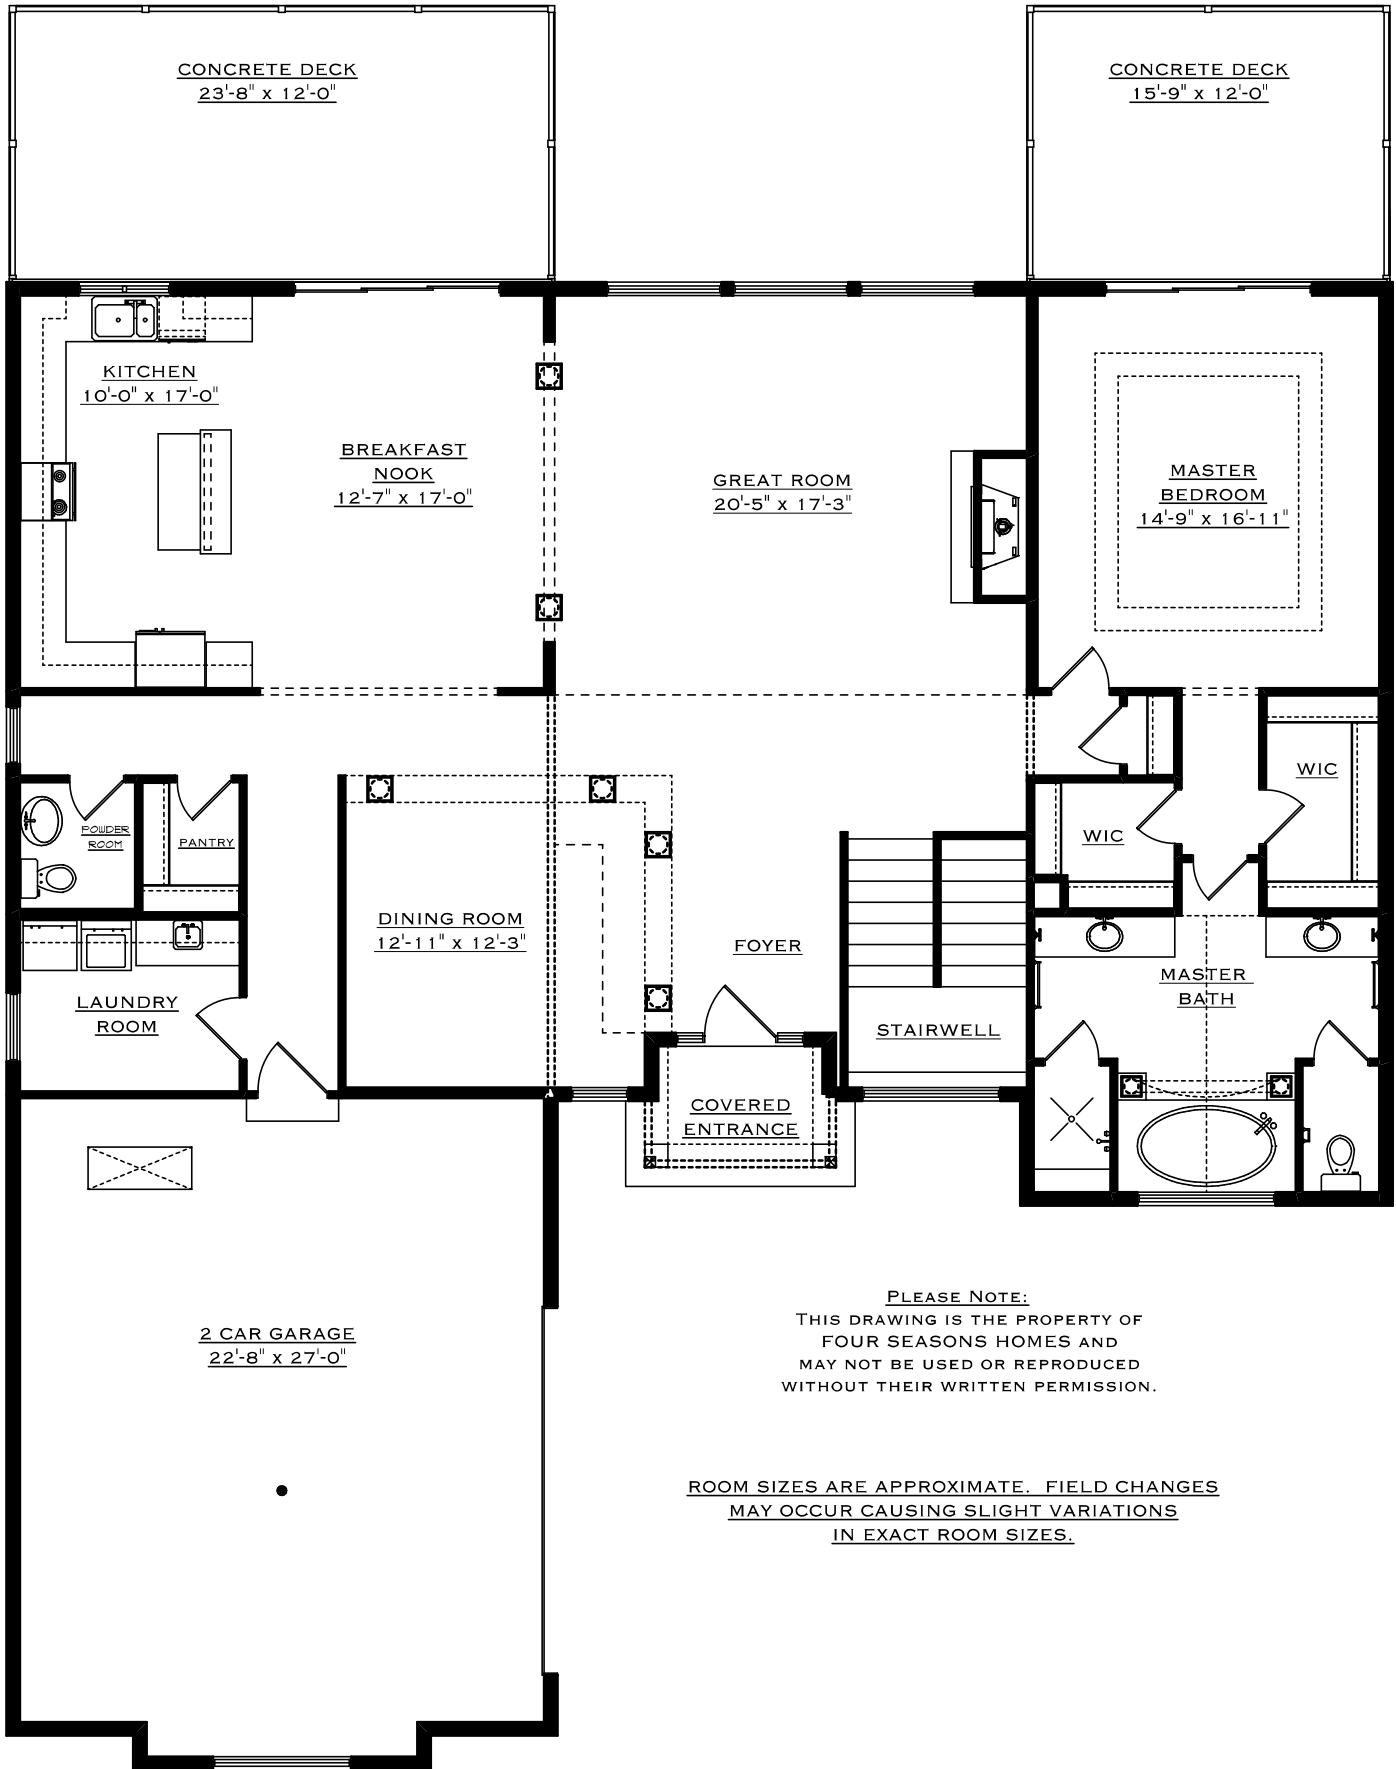 CONCRETE DECK
23'-8" x 12'-0"
CONCRETE DECK
15'-9" x 12'-0"
KITCHEN
10'-0" x 17'-0"
BREAKFAST
NOOK
12'-7" x 17'-0"
GREAT ROOM
20'-5" x 17'-3"
MASTER
BEDROOM
14'-9" x 16'-11"
WIC
WIC
POWDER
ROOM
PANTRY
DINING ROOM
12'-11" x 12'-3"
FOYER
MASTER
BATH
LAUNDRY
ROOM
STAIRWELL
COVERED
ENTRANCE
2 CAR GARAGE
22'-8" x 27'-0"
PLEASE NOTE:
THIS DRAWING IS THE PROPERTY OF
FOUR SEASONS HOMES AND
MAY NOT BE USED OR REPRODUCED
WITHOUT THEIR WRITTEN PERMISSION.
ROOM SIZES ARE APPROXIMATE. FIELD CHANGES
MAY OCCUR CAUSING SLIGHT VARIATIONS
IN EXACT ROOM SIZES.